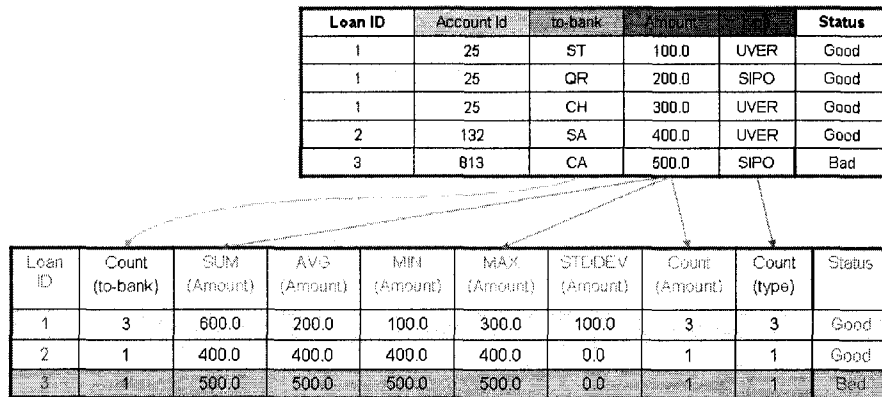 Loan ID Account Id to-bank Amount Status
1 25 ST 100.0 UVER Good
1 25 QR 200.0 SIPO Good
1 25 CH 300.0 UVER Good
2 132 SA 400.0 UVER Good
3 813 CA 500.0 SIPO Bad
Loan ID Count (to-bank) SUM (Amount) AVG (Amount) MIN (Amount) MAX (Amount) STDDEV (Amount) Count (Amount) Count (type) Status
1 3 600.0 200.0 100.0 300.0 100.0 3 3 Good
2 1 400.0 400.0 400.0 400.0 0.0 1 1 Good
3 1 500.0 500.0 500.0 500.0 0.0 1 1 Bad